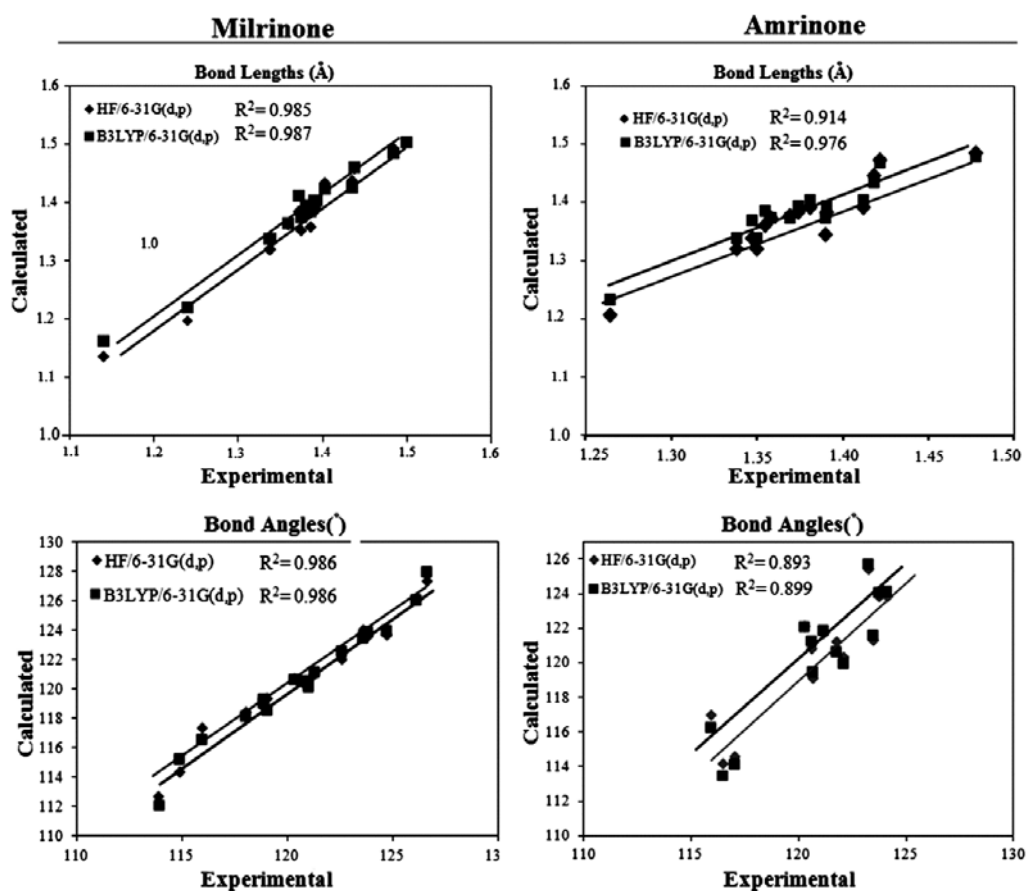 Milrinone
Amrinone
Bond Lengths (Å)
1.6
1.5
1.4
1.3
1.2
1.1
1.0
Calculated
HF/6-31G(d,p) R²= 0.985
B3LYP/6-31G(d,p) R²= 0.987
1.0
1.1 1.2 1.3 1.4 1.5 1.6
Experimental
Bond Lengths (Å)
1.6
1.5
1.4
1.3
1.2
1.1
1.0
Calculated
HF/6-31G(d,p) R²= 0.914
B3LYP/6-31G(d,p) R²= 0.976
1.25 1.30 1.35 1.40 1.45 1.50
Experimental
Bond Angles(°)
130
128
126
124
122
120
118
116
114
112
110
Calculated
HF/6-31G(d,p) R²= 0.986
B3LYP/6-31G(d,p) R²= 0.986
110 115 120 125 13
Experimental
Bond Angles(°)
126
124
122
120
118
116
114
112
110
Calculated
HF/6-31G(d,p) R²= 0.893
B3LYP/6-31G(d,p) R²= 0.899
110 115 120 125 130
Experimental